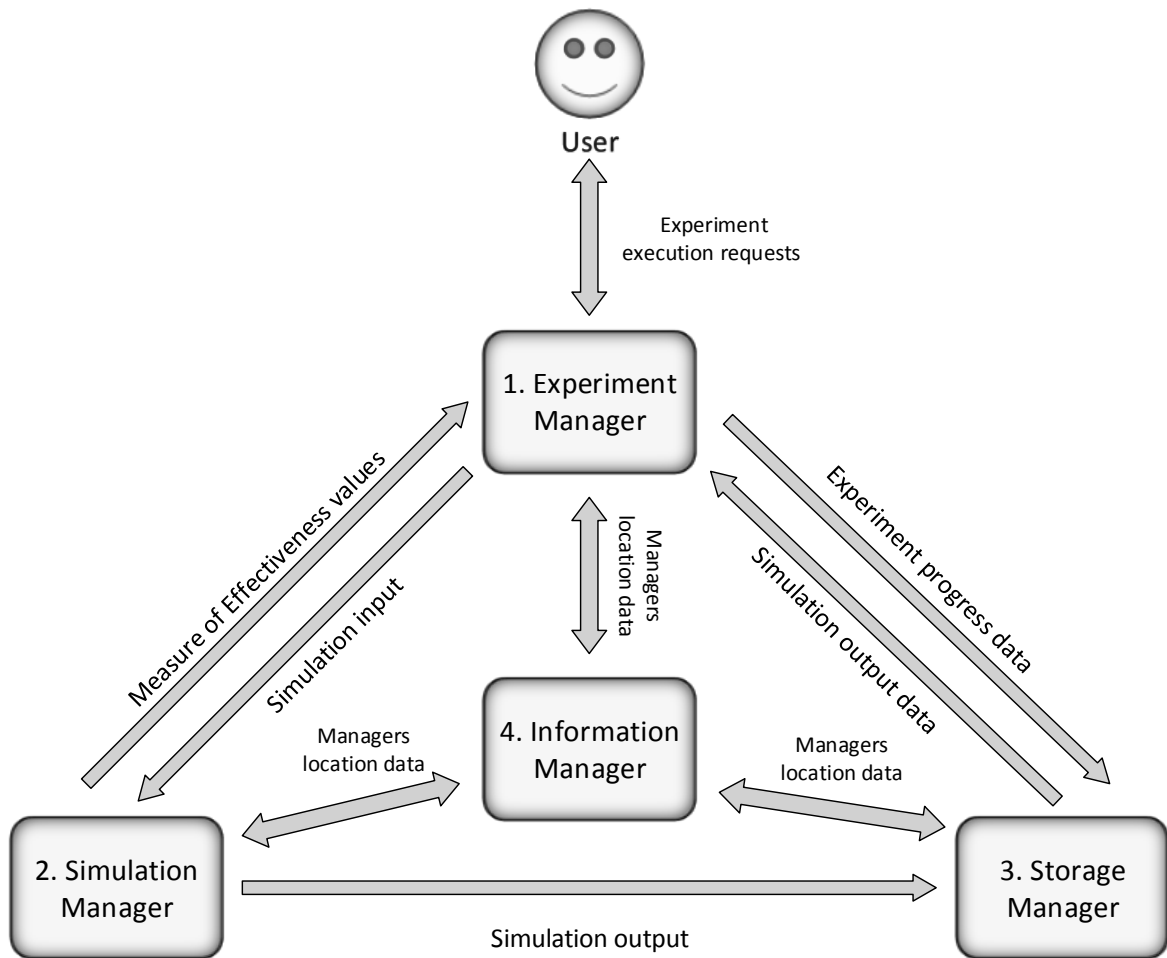 User
Experiment
execution requests
1. Experiment
Manager
Measure of Effectiveness values
Simulation input
Managers
location data
Experiment progress data
Simulation output data
4. Information
Manager
Managers
location data
Managers
location data
2. Simulation
Manager
3. Storage
Manager
Simulation output